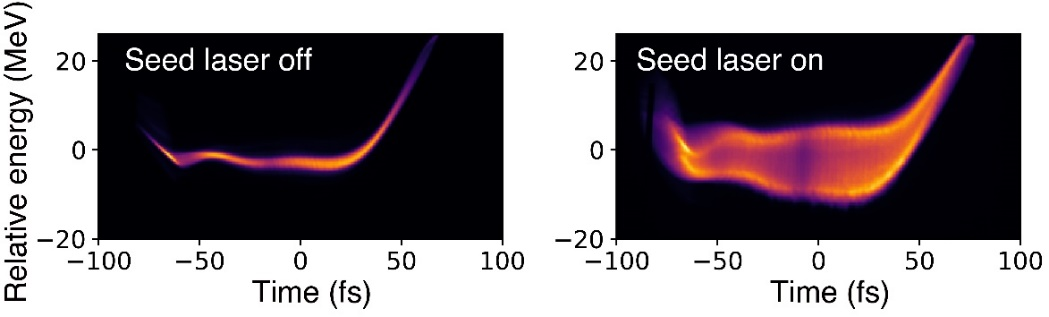 Relative energy (MeV)
Seed laser off
20
0
−20
−100 −50 0 50 100
Time (fs)
Seed laser on
20
0
−20
−100 −50 0 50 100
Time (fs)